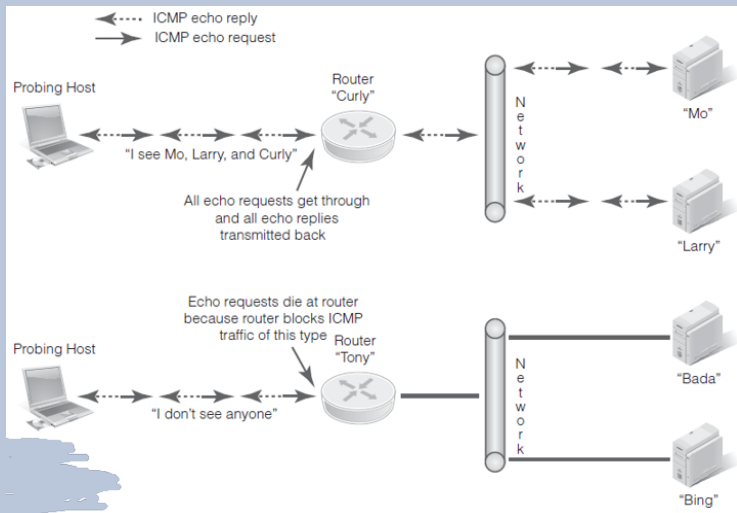 ICMP echo reply
ICMP echo request
Probing Host
Router
"Curly"
"I see Mo, Larry, and Curly"
All echo requests get through
and all echo replies
transmitted back
Network
"Mo"
"Larry"
Echo requests die at router
because router blocks ICMP
traffic of this type
Router
"Tony"
Probing Host
"I don't see anyone"
Network
"Bada"
"Bing"